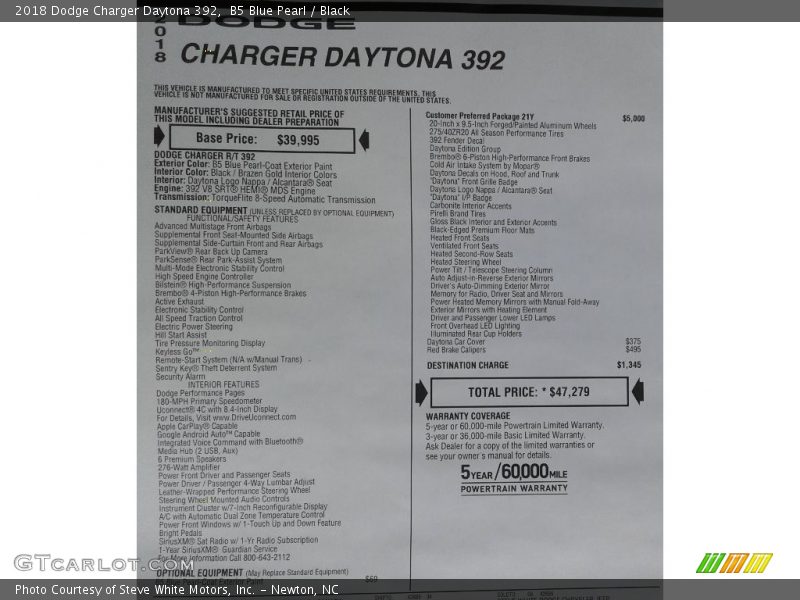 2018 Dodge Charger Daytona 392, B5 Blue Pearl / Black
2018
DODGE
CHARGER DAYTONA 392
THIS VEHICLE IS MANUFACTURED TO MEET SPECIFIC UNITED STATES REQUIREMENTS. THIS
VEHICLE IS NOT MANUFACTURED FOR SALE OR REGISTRATION OUTSIDE OF THE UNITED STATES.
MANUFACTURER'S SUGGESTED RETAIL PRICE OF
THIS MODEL INCLUDING DEALER PREPARATION
Base Price: $39,995
DODGE CHARGER R/T 392
Exterior Color: B5 Blue Pearl-Coat Exterior Paint
Interior Color: Black / Brazen Gold Interior Colors
Interior: Daytona Logo Nappa / Alcantara® Seat
Engine: 392 V8 SRT® HEMI® MDS Engine
Transmission: TorqueFlite 8-Speed Automatic Transmission
STANDARD EQUIPMENT (UNLESS REPLACED BY OPTIONAL EQUIPMENT)
FUNCTIONAL/SAFETY FEATURES
Advanced Multistage Front Airbags
Supplemental Front Seat-Mounted Side Airbags
Supplemental Side-Curtain Front and Rear Airbags
ParkView® Rear Back Up Camera
ParkSense® Rear Park-Assist System
Multi-Mode Electronic Stability Control
High Speed Engine Controller
Bilstein® High-Performance Suspension
Brembo® 4-Piston High-Performance Brakes
Active Exhaust
Electronic Stability Control
All Speed Traction Control
Electric Power Steering
Hill Start Assist
Tire Pressure Monitoring Display
Keyless Go™
Remote-Start System (N/A w/Manual Trans)
Sentry Key® Theft Deterrent System
Security Alarm
INTERIOR FEATURES
Dodge Performance Pages
180-MPH Primary Speedometer
Uconnect® 4C with 8.4-Inch Display
For Details, Visit www.DriveUconnect.com
Apple CarPlay® Capable
Google Android Auto™ Capable
Integrated Voice Command with Bluetooth®
Media Hub (2 USB, Aux)
6 Premium Speakers
276-Watt Amplifier
Power Front Driver and Passenger Seats
Power Driver / Passenger 4-Way Lumbar Adjust
Leather-Wrapped Performance Steering Wheel
Steering Wheel Mounted Audio Controls
Instrument Cluster w/7-Inch Reconfigurable Display
A/C with Automatic Dual Zone Temperature Control
Power Front Windows w/ 1-Touch Up and Down Feature
Bright Pedals
SiriusXM® Sat Radio w/ 1-Yr Radio Subscription
1-Year SiriusXM® Guardian Service
For More Information Call 800-643-2112
OPTIONAL EQUIPMENT (May Replace Standard Equipment)
Customer Preferred Package 21Y $5,000
20-Inch x 9.5-Inch Forged/Painted Aluminum Wheels
275/40ZR20 All Season Performance Tires
392 Fender Decal
Daytona Edition Group
Brembo® 6-Piston High-Performance Front Brakes
Cold Air Intake System by Mopar®
Daytona Decals on Hood, Roof and Trunk
"Daytona" Front Grille Badge
Daytona Logo Nappa / Alcantara® Seat
"Daytona" I/P Badge
Carbonite Interior Accents
Pirelli Brand Tires
Gloss Black Interior and Exterior Accents
Black-Edged Premium Floor Mats
Heated Front Seats
Ventilated Front Seats
Heated Second-Row Seats
Heated Steering Wheel
Power Tilt / Telescope Steering Column
Auto Adjust-in-Reverse Exterior Mirrors
Driver's Auto-Dimming Exterior Mirror
Memory for Radio, Driver Seat and Mirrors
Power Heated Memory Mirrors with Manual Fold-Away
Exterior Mirrors with Heating Element
Driver and Passenger Lower LED Lamps
Front Overhead LED Lighting
Illuminated Rear Cup Holders
Daytona Car Cover $375
Red Brake Calipers $495
DESTINATION CHARGE $1,345
TOTAL PRICE: * $47,279
WARRANTY COVERAGE
5-year or 60,000-mile Powertrain Limited Warranty.
3-year or 36,000-mile Basic Limited Warranty.
Ask Dealer for a copy of the limited warranties or
see your owner's manual for details.
5 YEAR / 60,000 MILE
POWERTRAIN WARRANTY
GTCarLot.com
Photo Courtesy of Steve White Motors, Inc. – Newton, NC